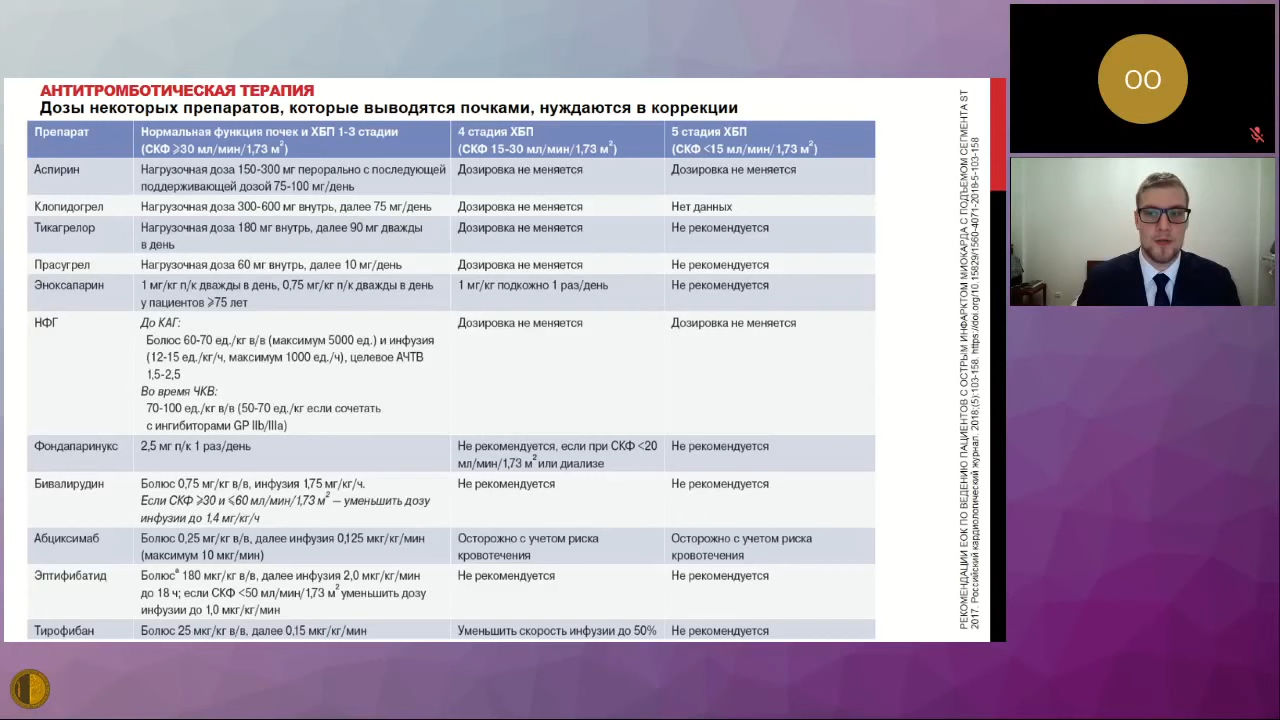 АНТИТРОМБОТИЧЕСКАЯ ТЕРАПИЯ
Дозы некоторых препаратов, которые выводятся почками, нуждаются в коррекции
Препарат
Нормальная функция почек и ХБП 1-3 стадии
(СКФ ⩾30 мл/мин/1,73 м²)
4 стадия ХБП
(СКФ 15-30 мл/мин/1,73 м²)
5 стадия ХБП
(СКФ <15 мл/мин/1,73 м²)
Аспирин
Нагрузочная доза 150-300 мг перорально с последующей
поддерживающей дозой 75-100 мг/день
Дозировка не меняется
Дозировка не меняется
Клопидогрел
Нагрузочная доза 300-600 мг внутрь, далее 75 мг/день
Дозировка не меняется
Нет данных
Тикагрелор
Нагрузочная доза 180 мг внутрь, далее 90 мг дважды
в день
Дозировка не меняется
Не рекомендуется
Прасугрел
Нагрузочная доза 60 мг внутрь, далее 10 мг/день
Дозировка не меняется
Не рекомендуется
Эноксапарин
1 мг/кг п/к дважды в день, 0,75 мг/кг п/к дважды в день
у пациентов ⩾75 лет
1 мг/кг подкожно 1 раз/день
Не рекомендуется
НФГ
До КАГ:
Болюс 60-70 ед./кг в/в (максимум 5000 ед.) и инфузия
(12-15 ед./кг/ч, максимум 1000 ед./ч), целевое АЧТВ
1,5-2,5
Во время ЧКВ:
70-100 ед./кг в/в (50-70 ед./кг если сочетать
с ингибиторами GP IIb/IIIa)
Дозировка не меняется
Дозировка не меняется
Фондапаринукс
2,5 мг п/к 1 раз/день
Не рекомендуется, если при СКФ <20
мл/мин/1,73 м² или диализе
Не рекомендуется
Бивалирудин
Болюс 0,75 мг/кг в/в, инфузия 1,75 мг/кг/ч.
Если СКФ ⩾30 и ⩽60 мл/мин/1,73 м² — уменьшить дозу
инфузии до 1,4 мг/кг/ч
Не рекомендуется
Не рекомендуется
Абциксимаб
Болюс 0,25 мг/кг в/в, далее инфузия 0,125 мкг/кг/мин
(максимум 10 мкг/мин)
Осторожно с учетом риска
кровотечения
Осторожно с учетом риска
кровотечения
Эптифибатид
Болюсª 180 мкг/кг в/в, далее инфузия 2,0 мкг/кг/мин
до 18 ч; если СКФ <50 мл/мин/1,73 м² уменьшить дозу
инфузии до 1,0 мкг/кг/мин
Не рекомендуется
Не рекомендуется
Тирофибан
Болюс 25 мкг/кг в/в, далее 0,15 мкг/кг/мин
Уменьшить скорость инфузии до 50%
Не рекомендуется
РЕКОМЕНДАЦИИ ЕОК ПО ВЕДЕНИЮ ПАЦИЕНТОВ С ОСТРЫМ ИНФАРКТОМ МИОКАРДА С ПОДЪЕМОМ СЕГМЕНТА ST
2017. Российский кардиологический журнал. 2018;(5):103-158. https://doi.org/10.15829/1560-4071-2018-5-103-158
ОО